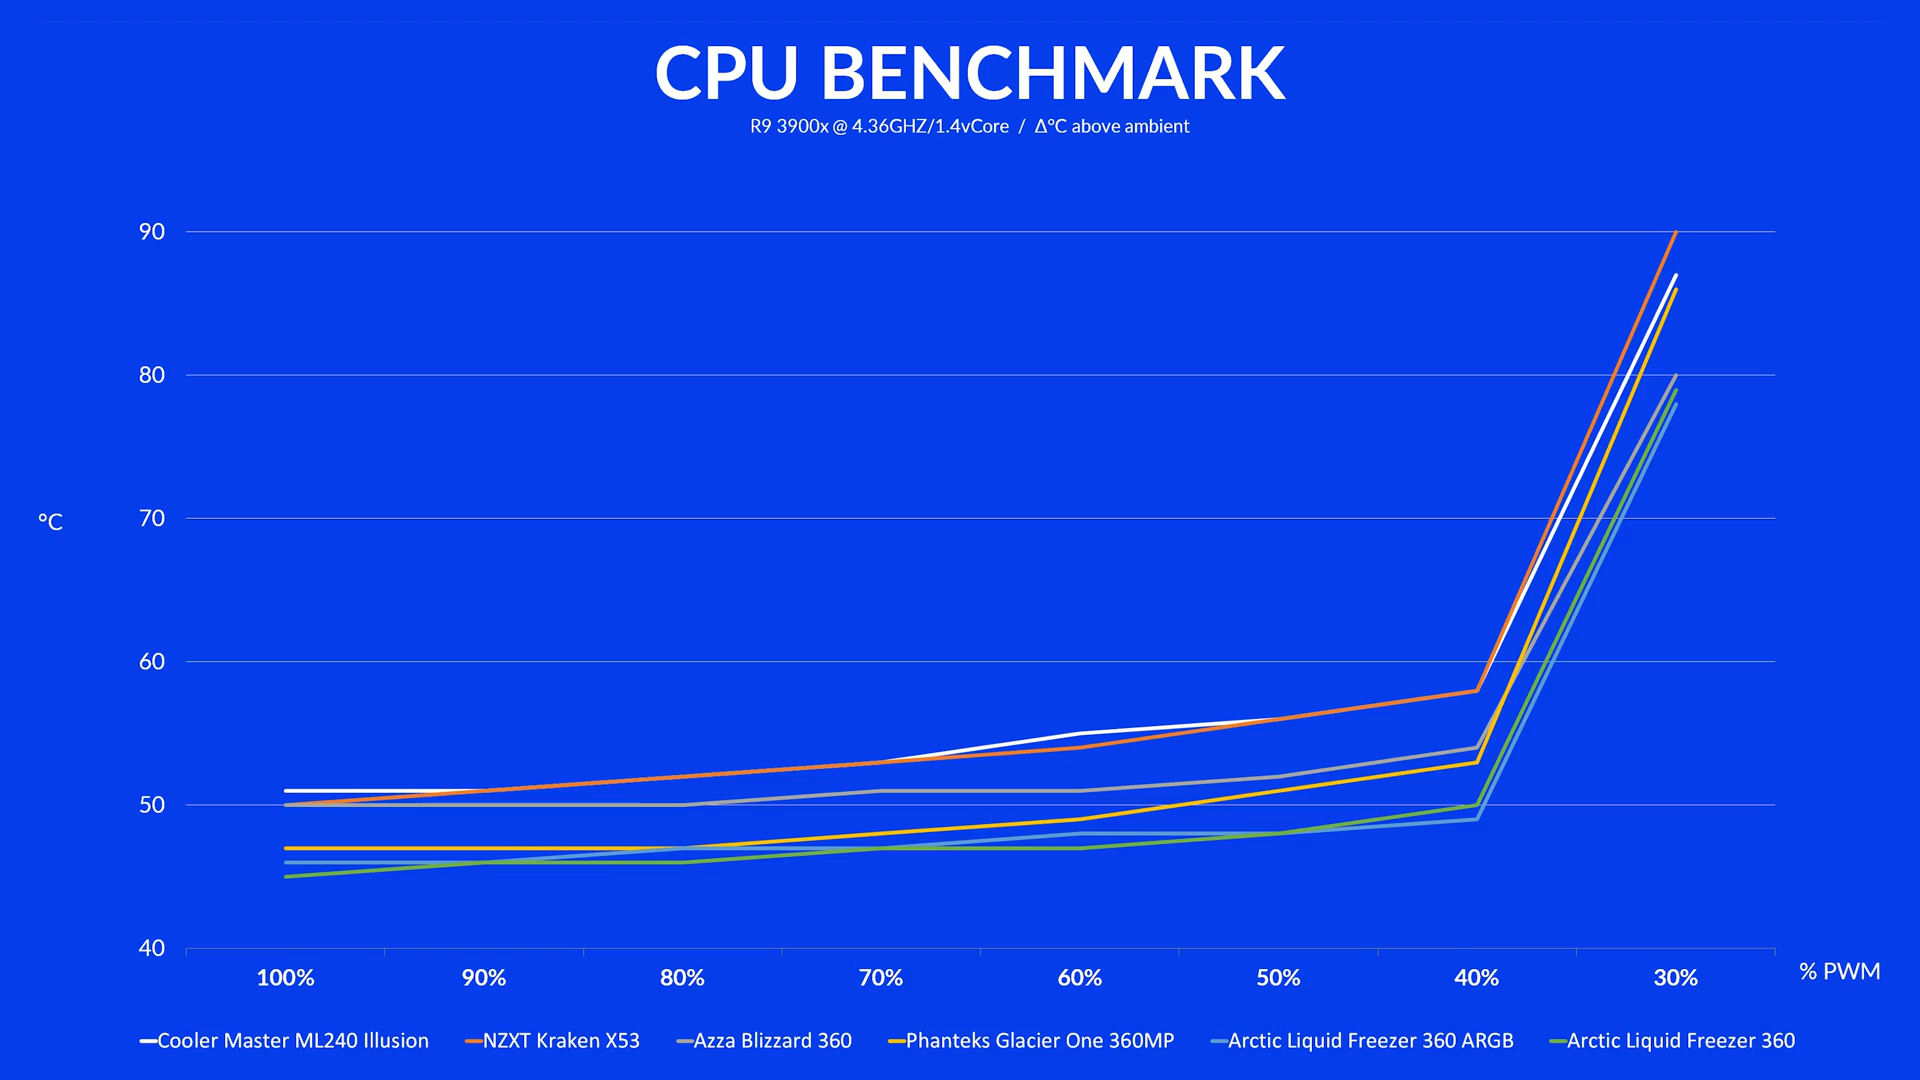 CPU BENCHMARK
R9 3900x @ 4.36GHZ/1.4vCore / Δ°C above ambient
90
80
70
°C
60
50
40
100% 90% 80% 70% 60% 50% 40% 30% % PWM
Cooler Master ML240 Illusion NZXT Kraken X53 Azza Blizzard 360 Phanteks Glacier One 360MP Arctic Liquid Freezer 360 ARGB Arctic Liquid Freezer 360